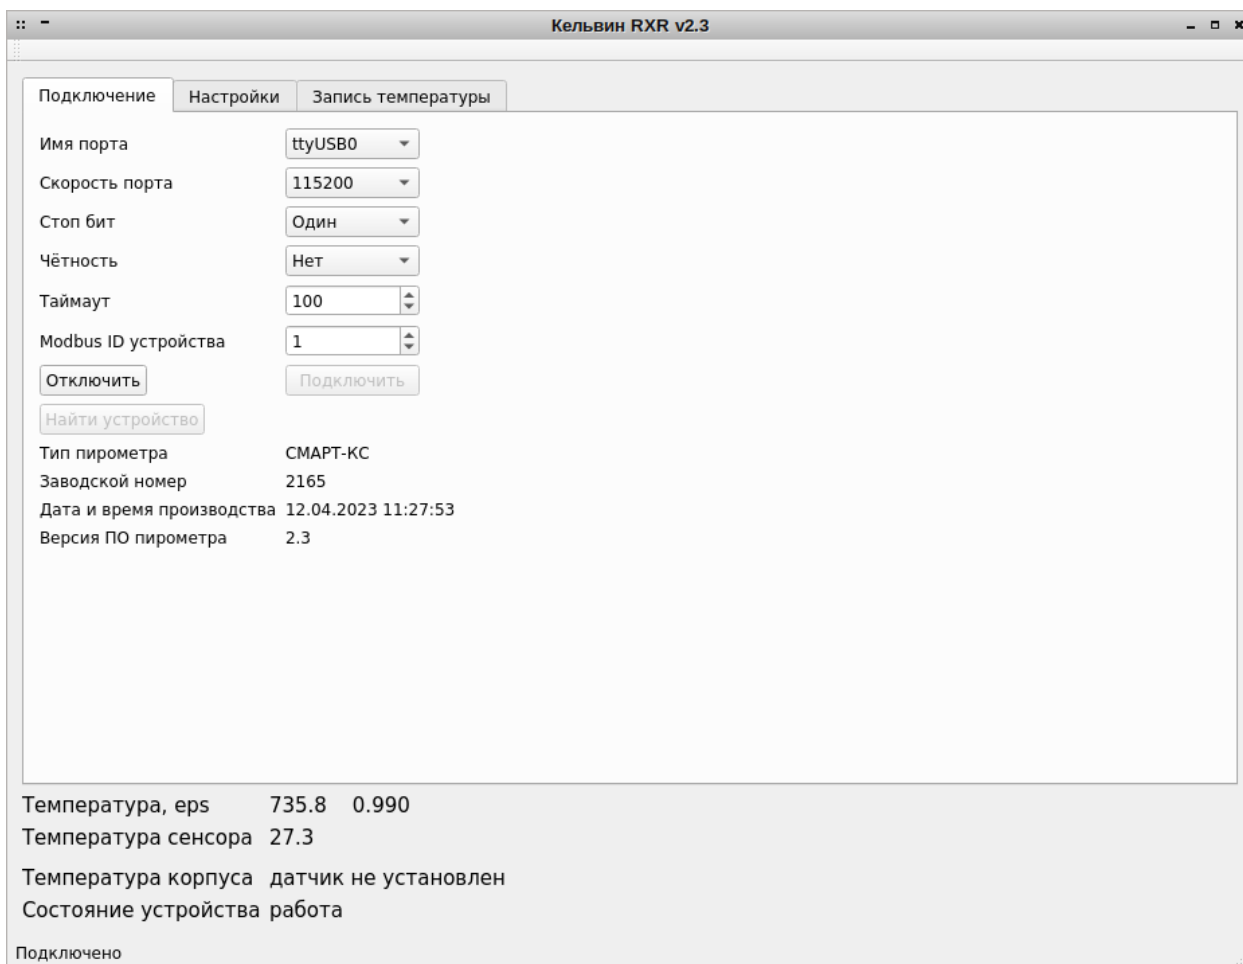 Кельвин RXR v2.3
Подключение Настройки Запись температуры
Имя порта ttyUSB0
Скорость порта 115200
Стоп бит Один
Чётность Нет
Таймаут 100
Modbus ID устройства 1
Отключить Подключить
Найти устройство
Тип пирометра СМАРТ-КС
Заводской номер 2165
Дата и время производства 12.04.2023 11:27:53
Версия ПО пирометра 2.3
Температура, eps 735.8 0.990
Температура сенсора 27.3
Температура корпуса датчик не установлен
Состояние устройства работа
Подключено